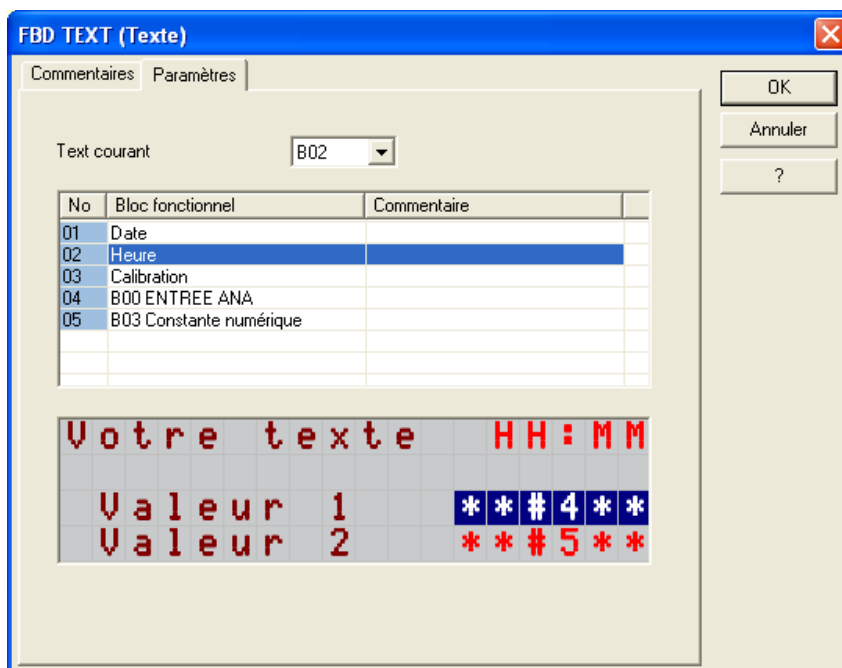 FBD TEXT (Texte)
Commentaires Paramètres
OK
Annuler
?
Text courant B02
No Bloc fonctionnel Commentaire
01 Date
02 Heure
03 Calibration
04 B00 ENTREE ANA
05 B03 Constante numérique
Votre texte HH:MM
Valeur 1 **#4**
Valeur 2 **#5**